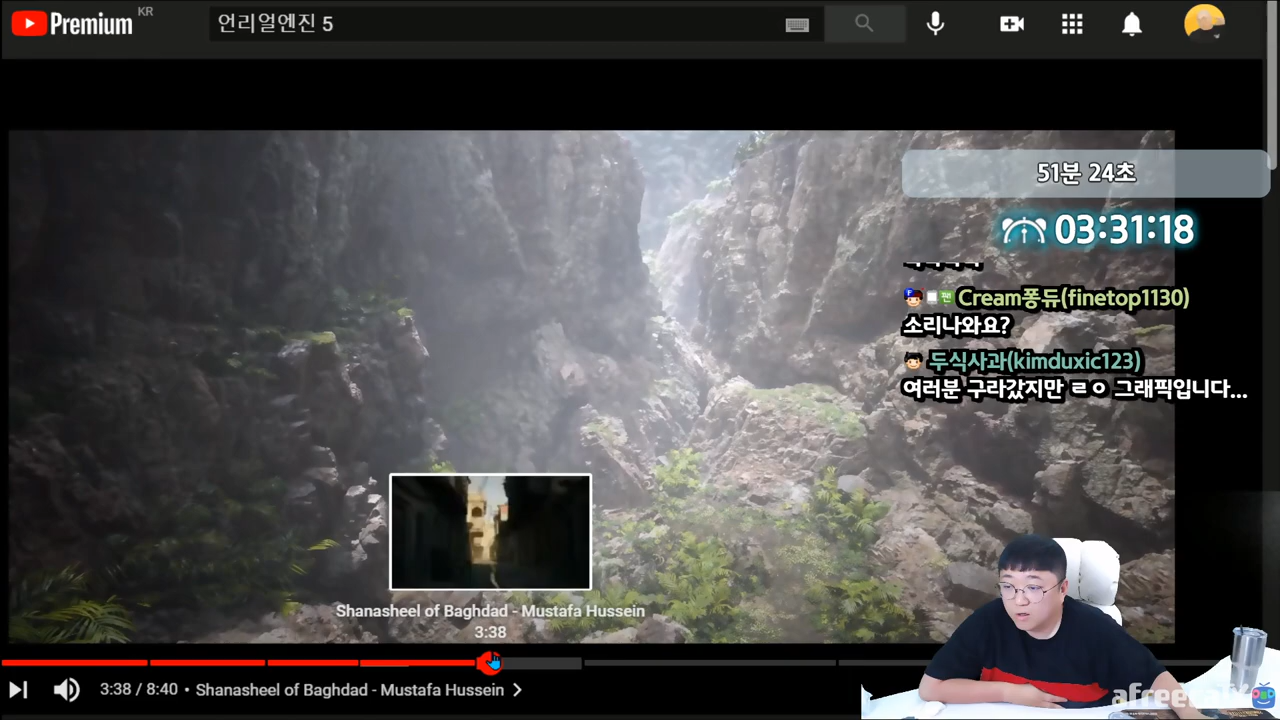 Premium KR
언리얼엔진 5
51분 24초
03:31:18
Cream퐁듀(finetop1130)
소리나와요?
두식사과(kimduxic123)
여러분 구라같지만 ㄹㅇ 그래픽입니다...
Shanasheel of Baghdad - Mustafa Hussein
3:38
3:38 / 8:40 • Shanasheel of Baghdad - Mustafa Hussein